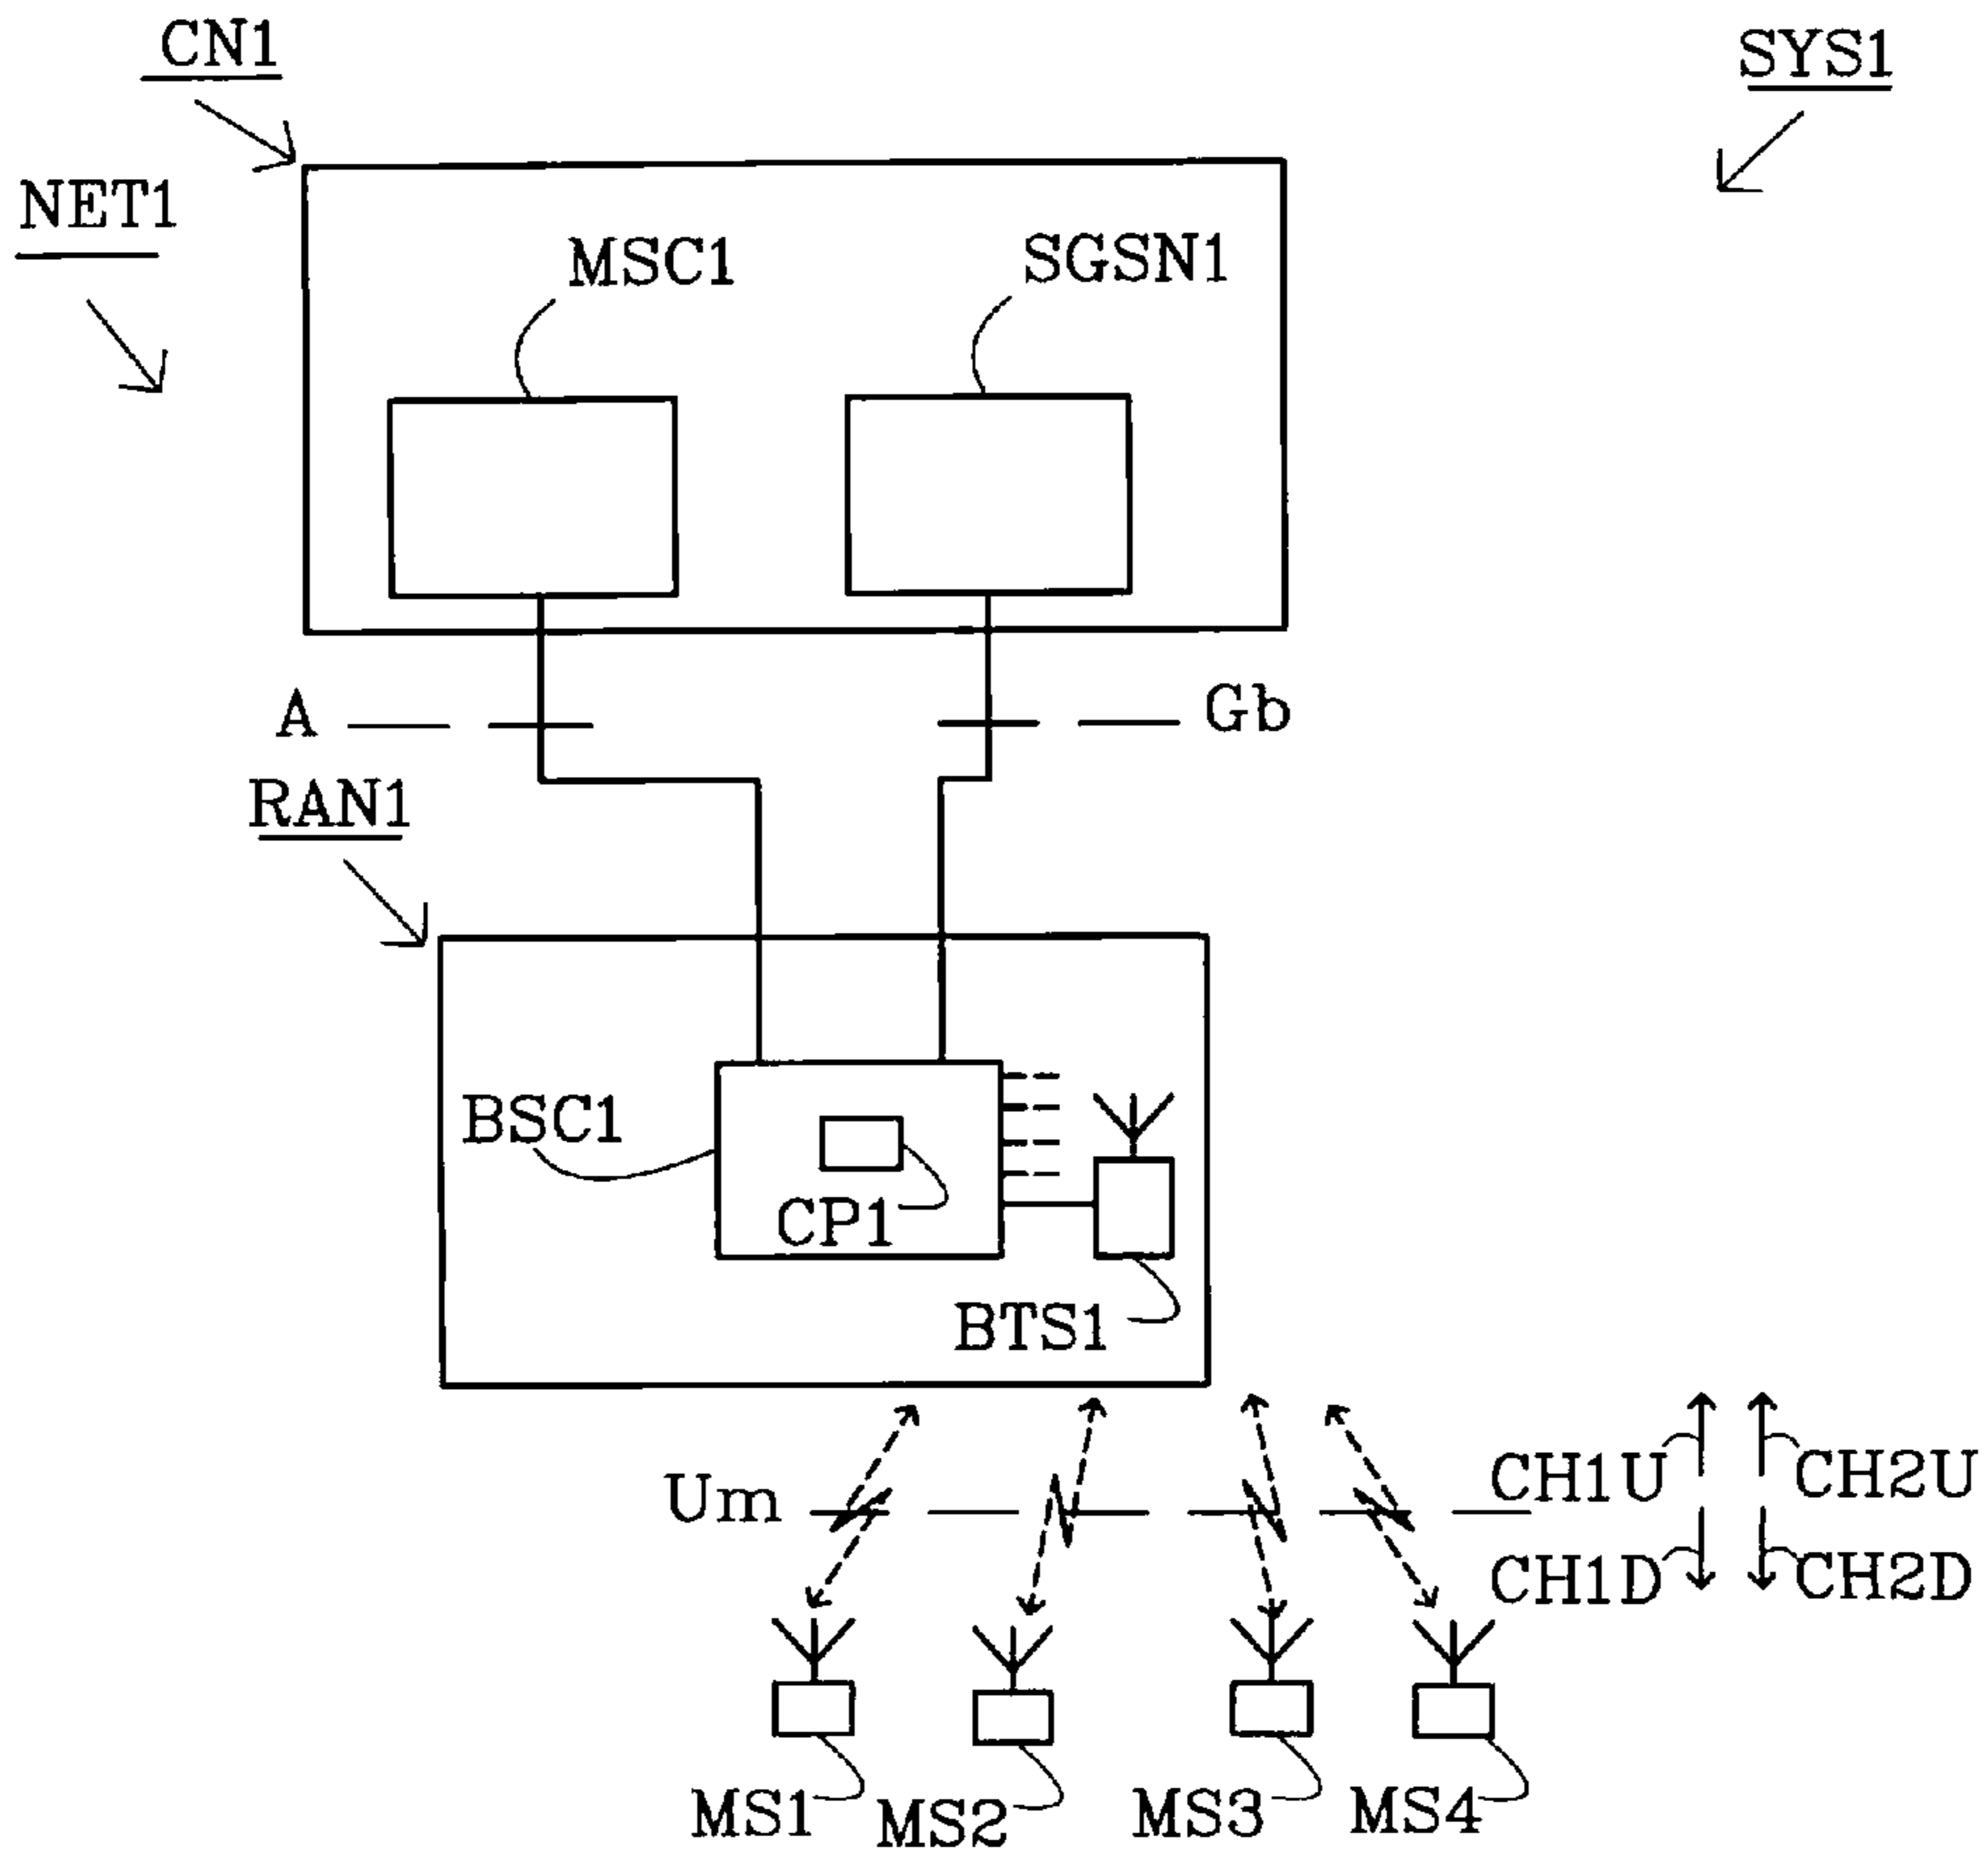 CN1
SYS1
NET1
MSC1
SGSN1
A
Gb
RAN1
BSC1
CP1
BTS1
Um
CH1U
CH2U
CH1D
CH2D
MS1
MS2
MS3
MS4